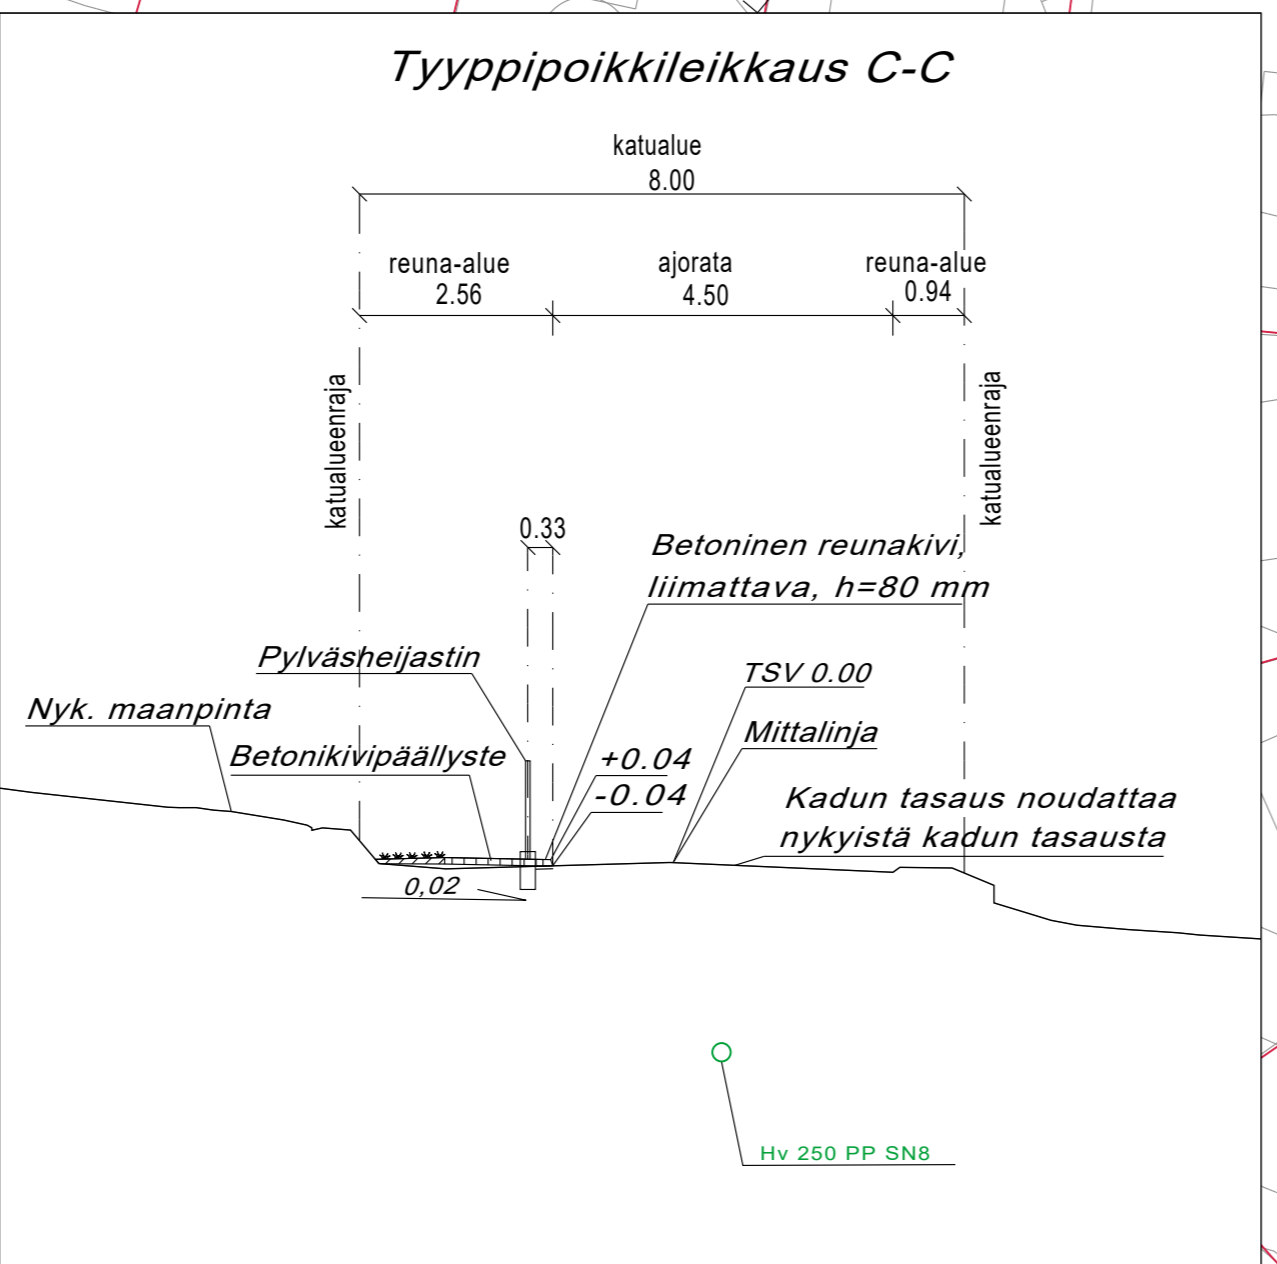 Tyyppipoikkileikkaus C-C
katualue
8.00
reuna-alue
2.56
ajorata
4.50
reuna-alue
0.94
katualueenraja
katualueenraja
0.33
Betoninen reunakivi,
liimattava, h=80 mm
Pylväsheijastin
TSV 0.00
Nyk. maanpinta
Mittalinja
Betonikivipäällyste
+0.04
-0.04
Kadun tasaus noudattaa
nykyistä kadun tasausta
0,02
Hv 250 PP SN8